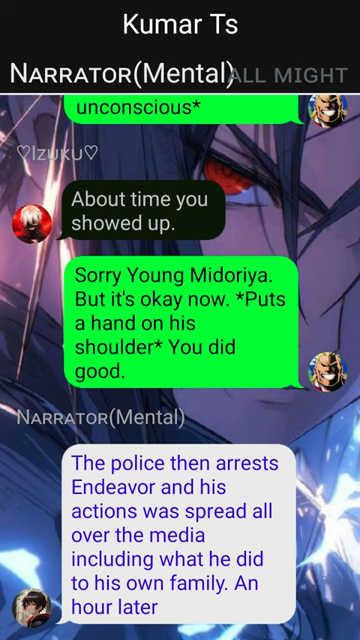 Kumar Ts
NARRATOR(Mental) ALL MIGHT
unconscious*
♡Izuku♡
About time you
showed up.
Sorry Young Midoriya.
But it's okay now. *Puts
a hand on his
shoulder* You did
good.
NARRATOR(Mental)
The police then arrests
Endeavor and his
actions was spread all
over the media
including what he did
to his own family. An
hour later